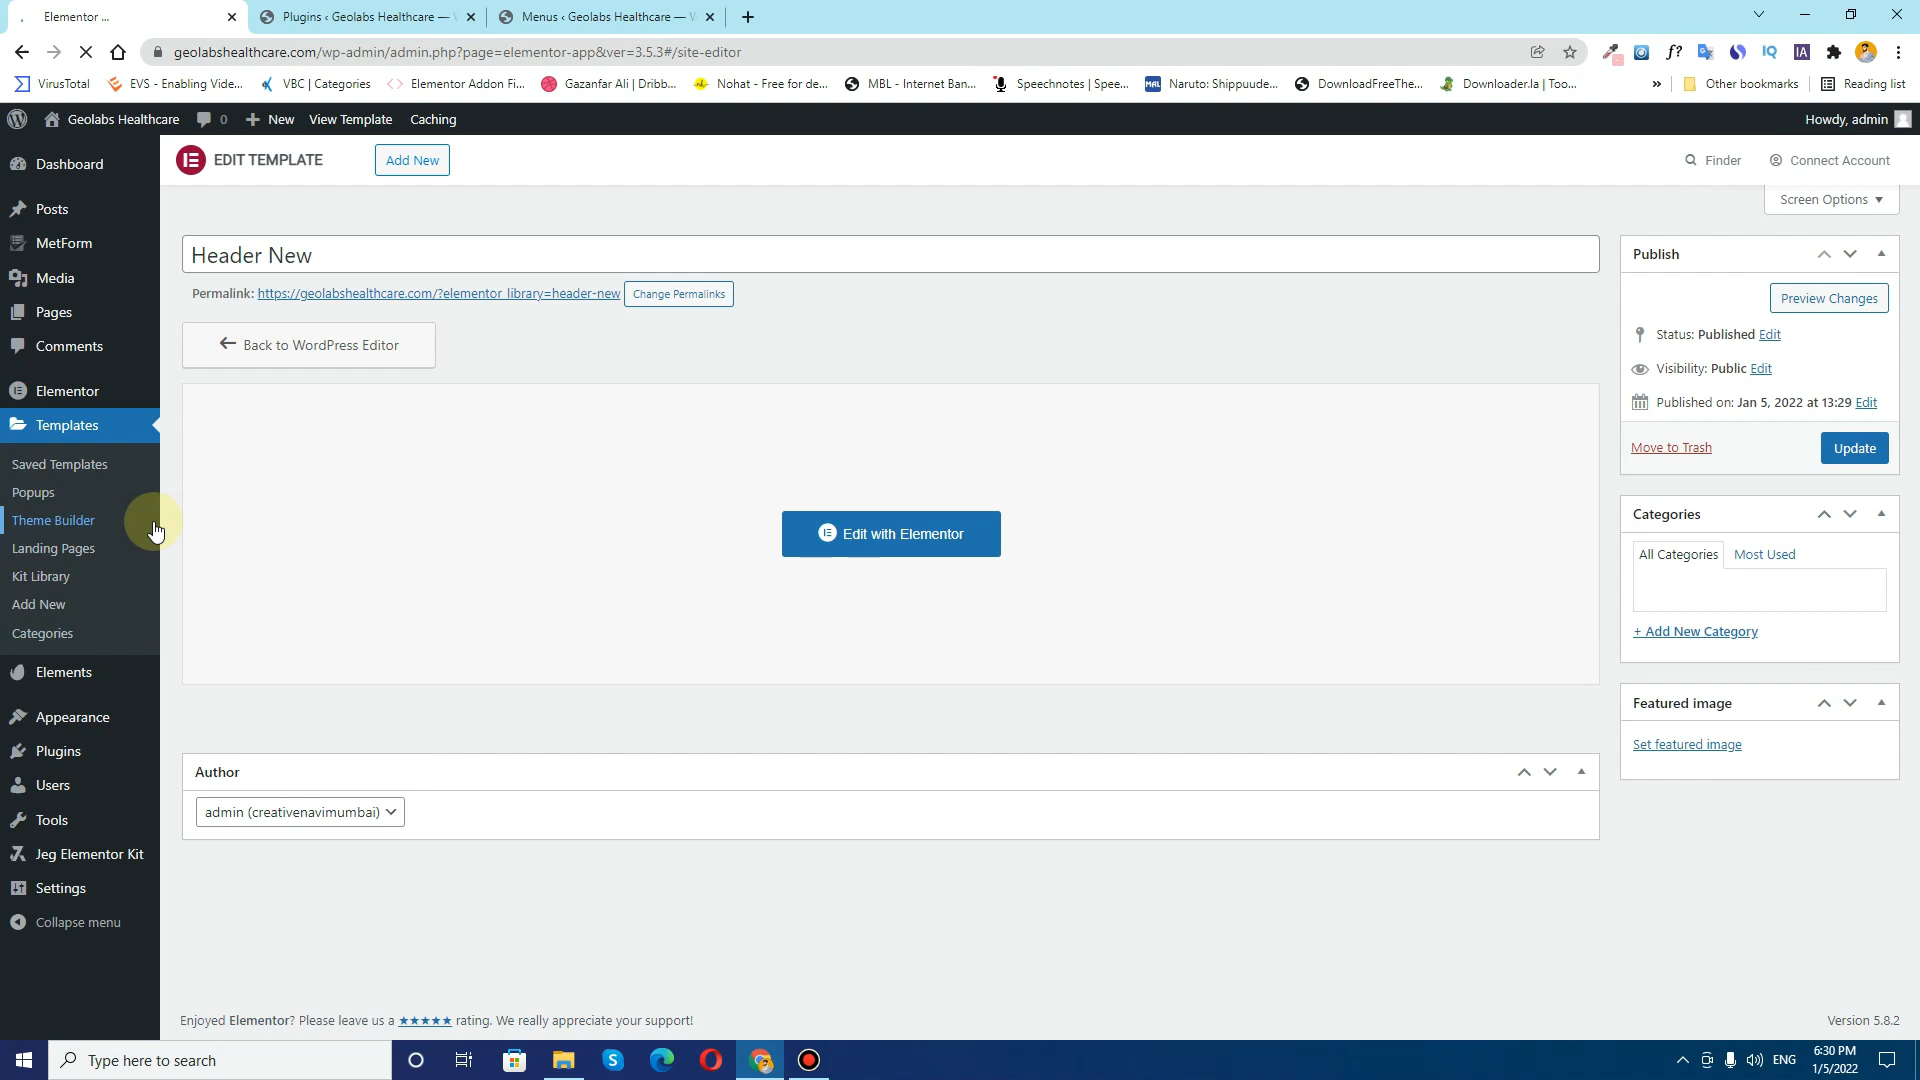 Elementor ...
Plugins ‹ Geolabs Healthcare —
Menus ‹ Geolabs Healthcare —
geolabshealthcare.com/wp-admin/admin.php?page=elementor-app&ver=3.5.3#/site-editor
VirusTotal
EVS - Enabling Vide...
VBC | Categories
Elementor Addon Fi...
Gazanfar Ali | Dribb...
Nohat - Free for de...
MBL - Internet Ban...
Speechnotes | Spee...
Naruto: Shippuude...
DownloadFreeThe...
Downloader.la | Too...
»
Other bookmarks
Reading list
Geolabs Healthcare
0
New
View Template
Caching
Howdy, admin
Dashboard
Posts
MetForm
Media
Pages
Comments
Elementor
Templates
Saved Templates
Popups
Theme Builder
Landing Pages
Kit Library
Add New
Categories
Elements
Appearance
Plugins
Users
Tools
Jeg Elementor Kit
Settings
Collapse menu
EDIT TEMPLATE
Add New
Finder
Connect Account
Screen Options
Header New
Permalink: https://geolabshealthcare.com/?elementor_library=header-new
Change Permalinks
Back to WordPress Editor
Edit with Elementor
Author
admin (creativenavimumbai)
Publish
Preview Changes
Status: Published Edit
Visibility: Public Edit
Published on: Jan 5, 2022 at 13:29 Edit
Move to Trash
Update
Categories
All Categories
Most Used
+ Add New Category
Featured image
Set featured image
Enjoyed Elementor? Please leave us a ★★★★★ rating. We really appreciate your support!
Version 5.8.2
Type here to search
ENG
6:30 PM
1/5/2022